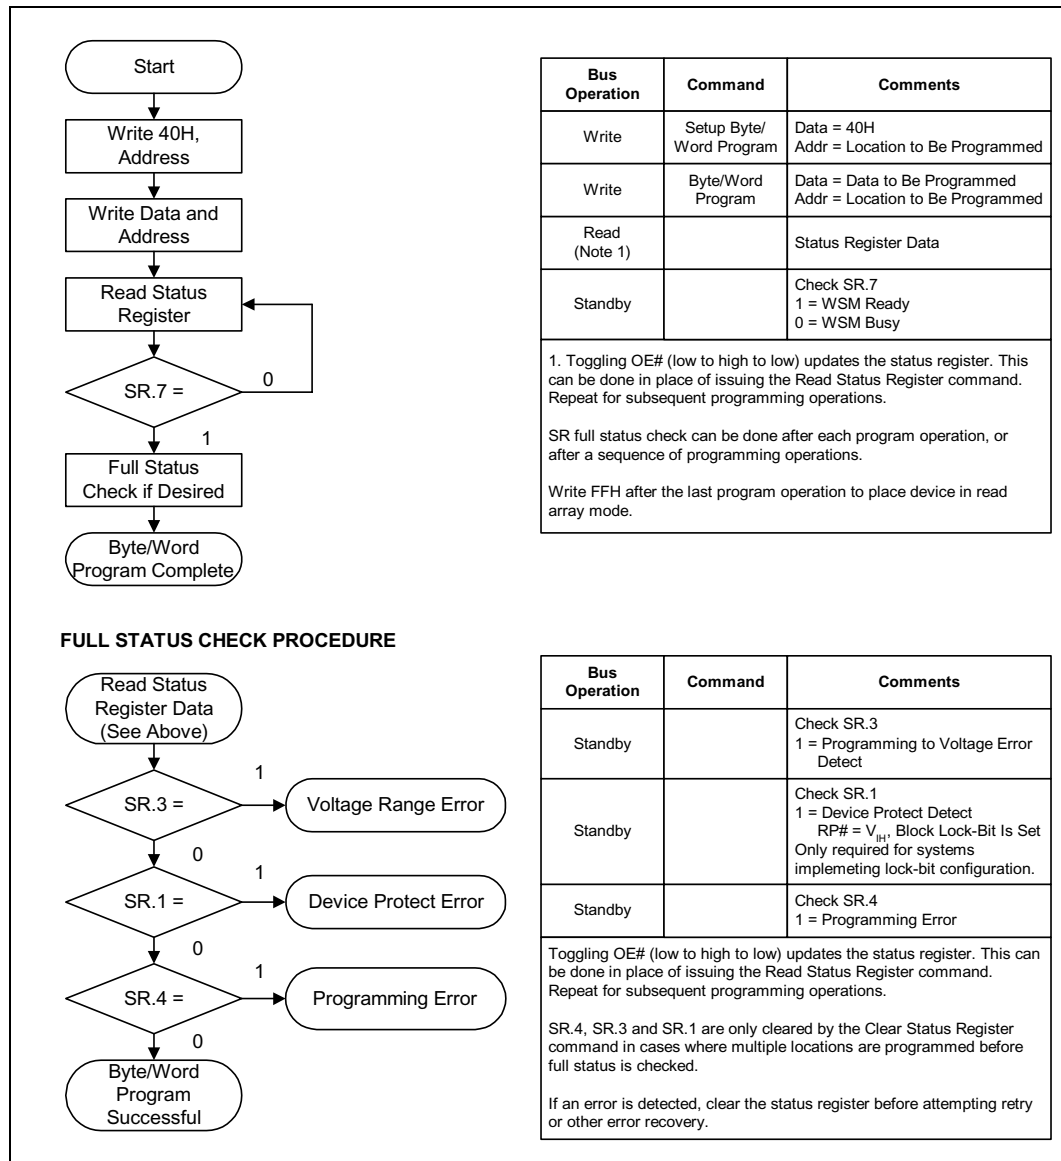 Start
Write 40H,
Address
Write Data and
Address
Read Status
Register
SR.7 =
0
1
Full Status
Check if Desired
Byte/Word
Program Complete
Bus
Operation
Command
Comments
Write
Setup Byte/
Word Program
Data = 40H
Addr = Location to Be Programmed
Write
Byte/Word
Program
Data = Data to Be Programmed
Addr = Location to Be Programmed
Read
(Note 1)
Status Register Data
Standby
Check SR.7
1 = WSM Ready
0 = WSM Busy
1. Toggling OE# (low to high to low) updates the status register. This
can be done in place of issuing the Read Status Register command.
Repeat for subsequent programming operations.
SR full status check can be done after each program operation, or
after a sequence of programming operations.
Write FFH after the last program operation to place device in read
array mode.
FULL STATUS CHECK PROCEDURE
Read Status
Register Data
(See Above)
SR.3 =
1
Voltage Range Error
0
SR.1 =
1
Device Protect Error
0
SR.4 =
1
Programming Error
0
Byte/Word
Program
Successful
Bus
Operation
Command
Comments
Standby
Check SR.3
1 = Programming to Voltage Error
Detect
Standby
Check SR.1
1 = Device Protect Detect
RP# = VIH, Block Lock-Bit Is Set
Only required for systems
implemeting lock-bit configuration.
Standby
Check SR.4
1 = Programming Error
Toggling OE# (low to high to low) updates the status register. This can
be done in place of issuing the Read Status Register command.
Repeat for subsequent programming operations.
SR.4, SR.3 and SR.1 are only cleared by the Clear Status Register
command in cases where multiple locations are programmed before
full status is checked.
If an error is detected, clear the status register before attempting retry
or other error recovery.